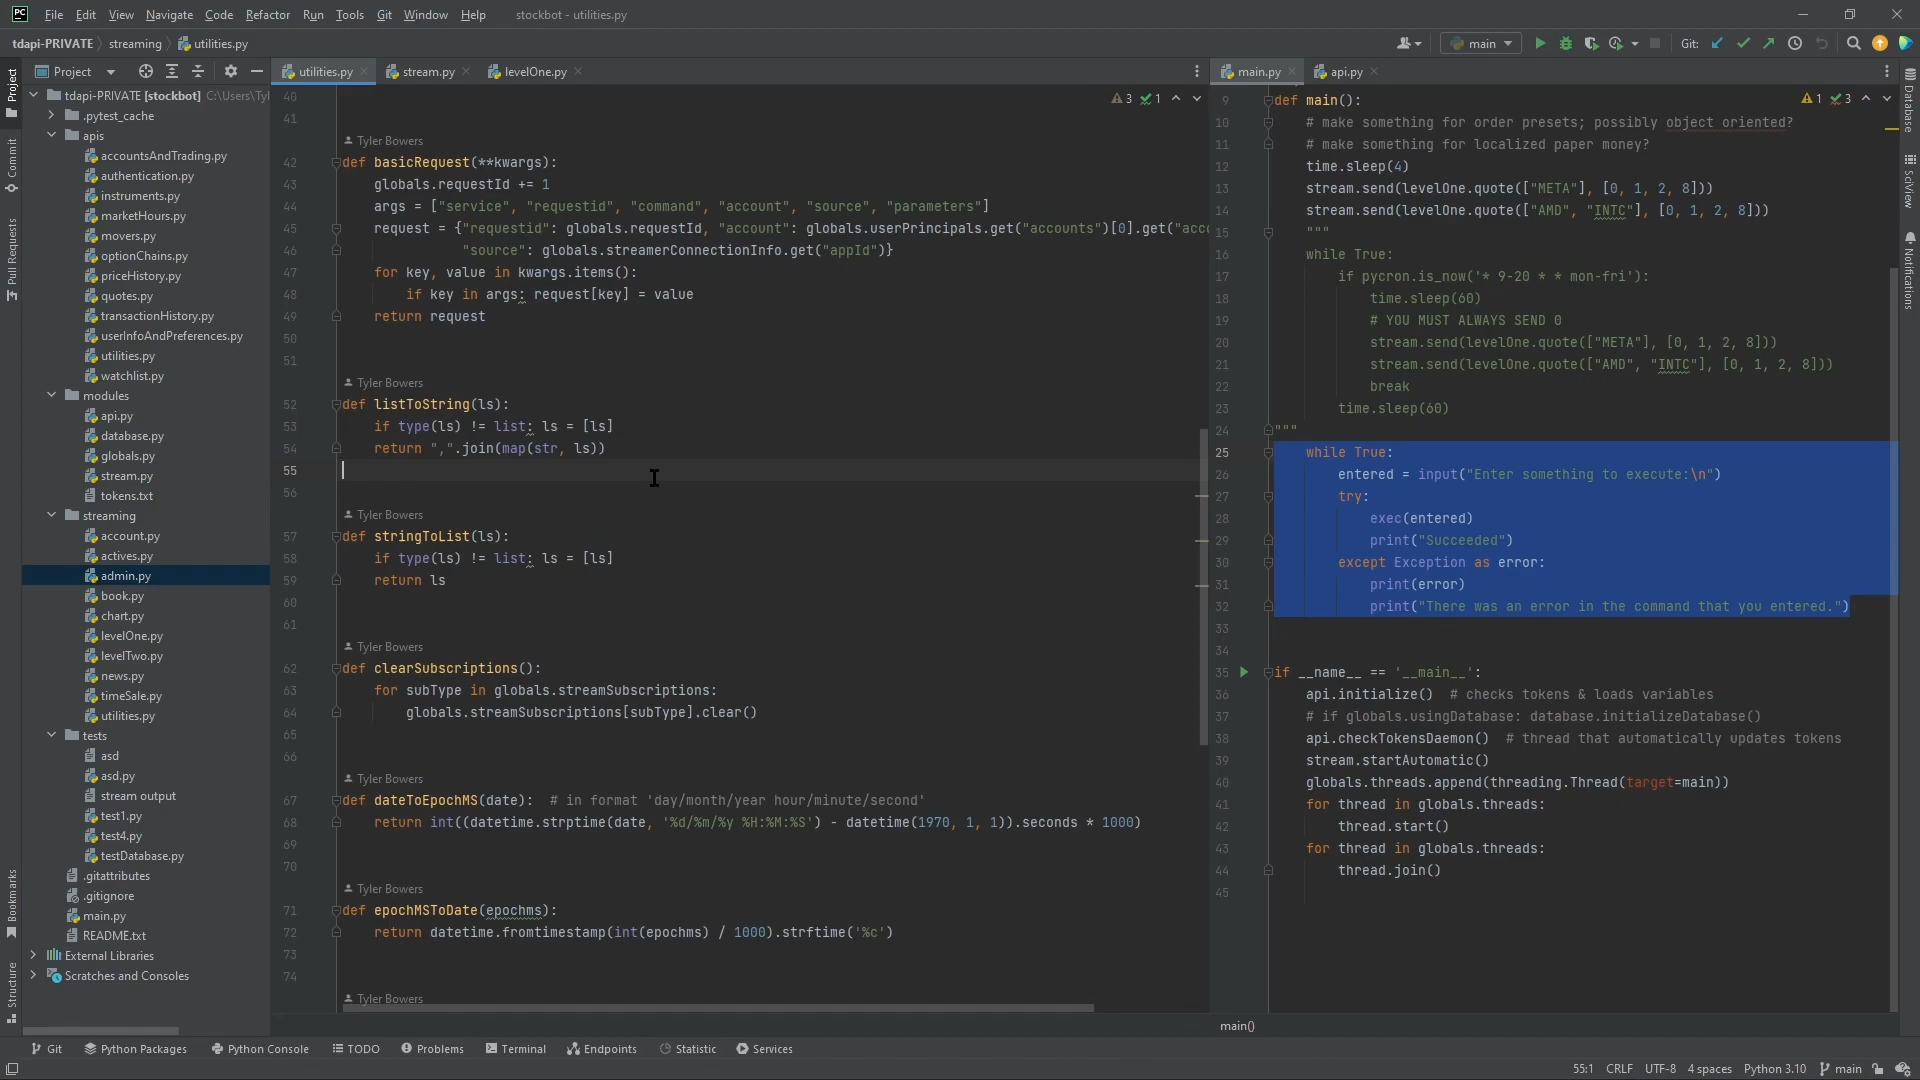 PC File Edit View Navigate Code Refactor Run Tools Git Window Help stockbot - utilities.py
tdapi-PRIVATE streaming utilities.py main Git:
Project
Commit
Pull Requests
Bookmarks
Structure
Project
tdapi-PRIVATE [stockbot] C:\Users\Tyl
.pytest_cache
apis
accountsAndTrading.py
authentication.py
instruments.py
marketHours.py
movers.py
optionChains.py
priceHistory.py
quotes.py
transactionHistory.py
userInfoAndPreferences.py
utilities.py
watchlist.py
modules
api.py
database.py
globals.py
stream.py
tokens.txt
streaming
account.py
actives.py
admin.py
book.py
chart.py
levelOne.py
levelTwo.py
news.py
timeSale.py
utilities.py
tests
asd
asd.py
stream output
test1.py
test4.py
testDatabase.py
.gitattributes
.gitignore
main.py
README.txt
External Libraries
Scratches and Consoles
utilities.py stream.py levelOne.py
3 1
40
41
Tyler Bowers
42 def basicRequest(**kwargs):
43 globals.requestId += 1
44 args = ["service", "requestid", "command", "account", "source", "parameters"]
45 request = {"requestid": globals.requestId, "account": globals.userPrincipals.get("accounts")[0].get("acc
46 "source": globals.streamerConnectionInfo.get("appId")}
47 for key, value in kwargs.items():
48 if key in args: request[key] = value
49 return request
50
51
Tyler Bowers
52 def listToString(ls):
53 if type(ls) != list: ls = [ls]
54 return ",".join(map(str, ls))
55
56
Tyler Bowers
57 def stringToList(ls):
58 if type(ls) != list: ls = [ls]
59 return ls
60
61
Tyler Bowers
62 def clearSubscriptions():
63 for subType in globals.streamSubscriptions:
64 globals.streamSubscriptions[subType].clear()
65
66
Tyler Bowers
67 def dateToEpochMS(date): # in format 'day/month/year hour/minute/second'
68 return int((datetime.strptime(date, '%d/%m/%y %H:%M:%S') - datetime(1970, 1, 1)).seconds * 1000)
69
70
Tyler Bowers
71 def epochMSToDate(epochms):
72 return datetime.fromtimestamp(int(epochms) / 1000).strftime('%c')
73
74
Tyler Bowers
main.py api.py
1 3
9 def main():
10 # make something for order presets; possibly object oriented?
11 # make something for localized paper money?
12 time.sleep(4)
13 stream.send(levelOne.quote(["META"], [0, 1, 2, 8]))
14 stream.send(levelOne.quote(["AMD", "INTC"], [0, 1, 2, 8]))
15 """
16 while True:
17 if pycron.is_now('* 9-20 * * mon-fri'):
18 time.sleep(60)
19 # YOU MUST ALWAYS SEND 0
20 stream.send(levelOne.quote(["META"], [0, 1, 2, 8]))
21 stream.send(levelOne.quote(["AMD", "INTC"], [0, 1, 2, 8]))
22 break
23 time.sleep(60)
24 """
25 while True:
26 entered = input("Enter something to execute:\n")
27 try:
28 exec(entered)
29 print("Succeeded")
30 except Exception as error:
31 print(error)
32 print("There was an error in the command that you entered.")
33
34
35 if __name__ == '__main__':
36 api.initialize() # checks tokens & loads variables
37 # if globals.usingDatabase: database.initializeDatabase()
38 api.checkTokensDaemon() # thread that automatically updates tokens
39 stream.startAutomatic()
40 globals.threads.append(threading.Thread(target=main))
41 for thread in globals.threads:
42 thread.start()
43 for thread in globals.threads:
44 thread.join()
45
main()
Database
SciView
Notifications
Git Python Packages Python Console TODO Problems Terminal Endpoints Statistic Services
55:1 CRLF UTF-8 4 spaces Python 3.10 main